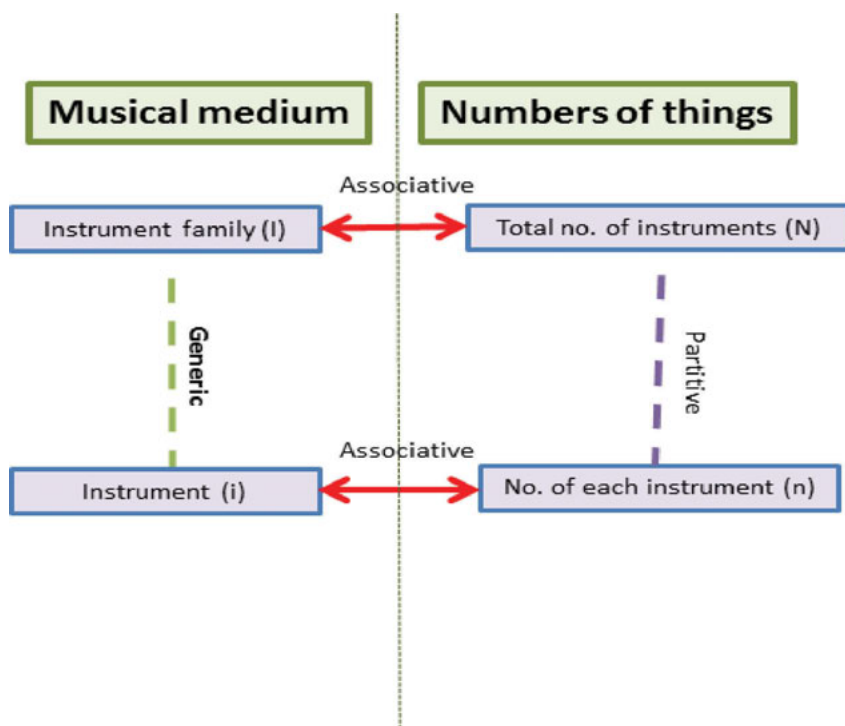 Musical medium
Numbers of things
Associative
Instrument family (I)
Total no. of instruments (N)
Generic
Partitive
Associative
Instrument (i)
No. of each instrument (n)